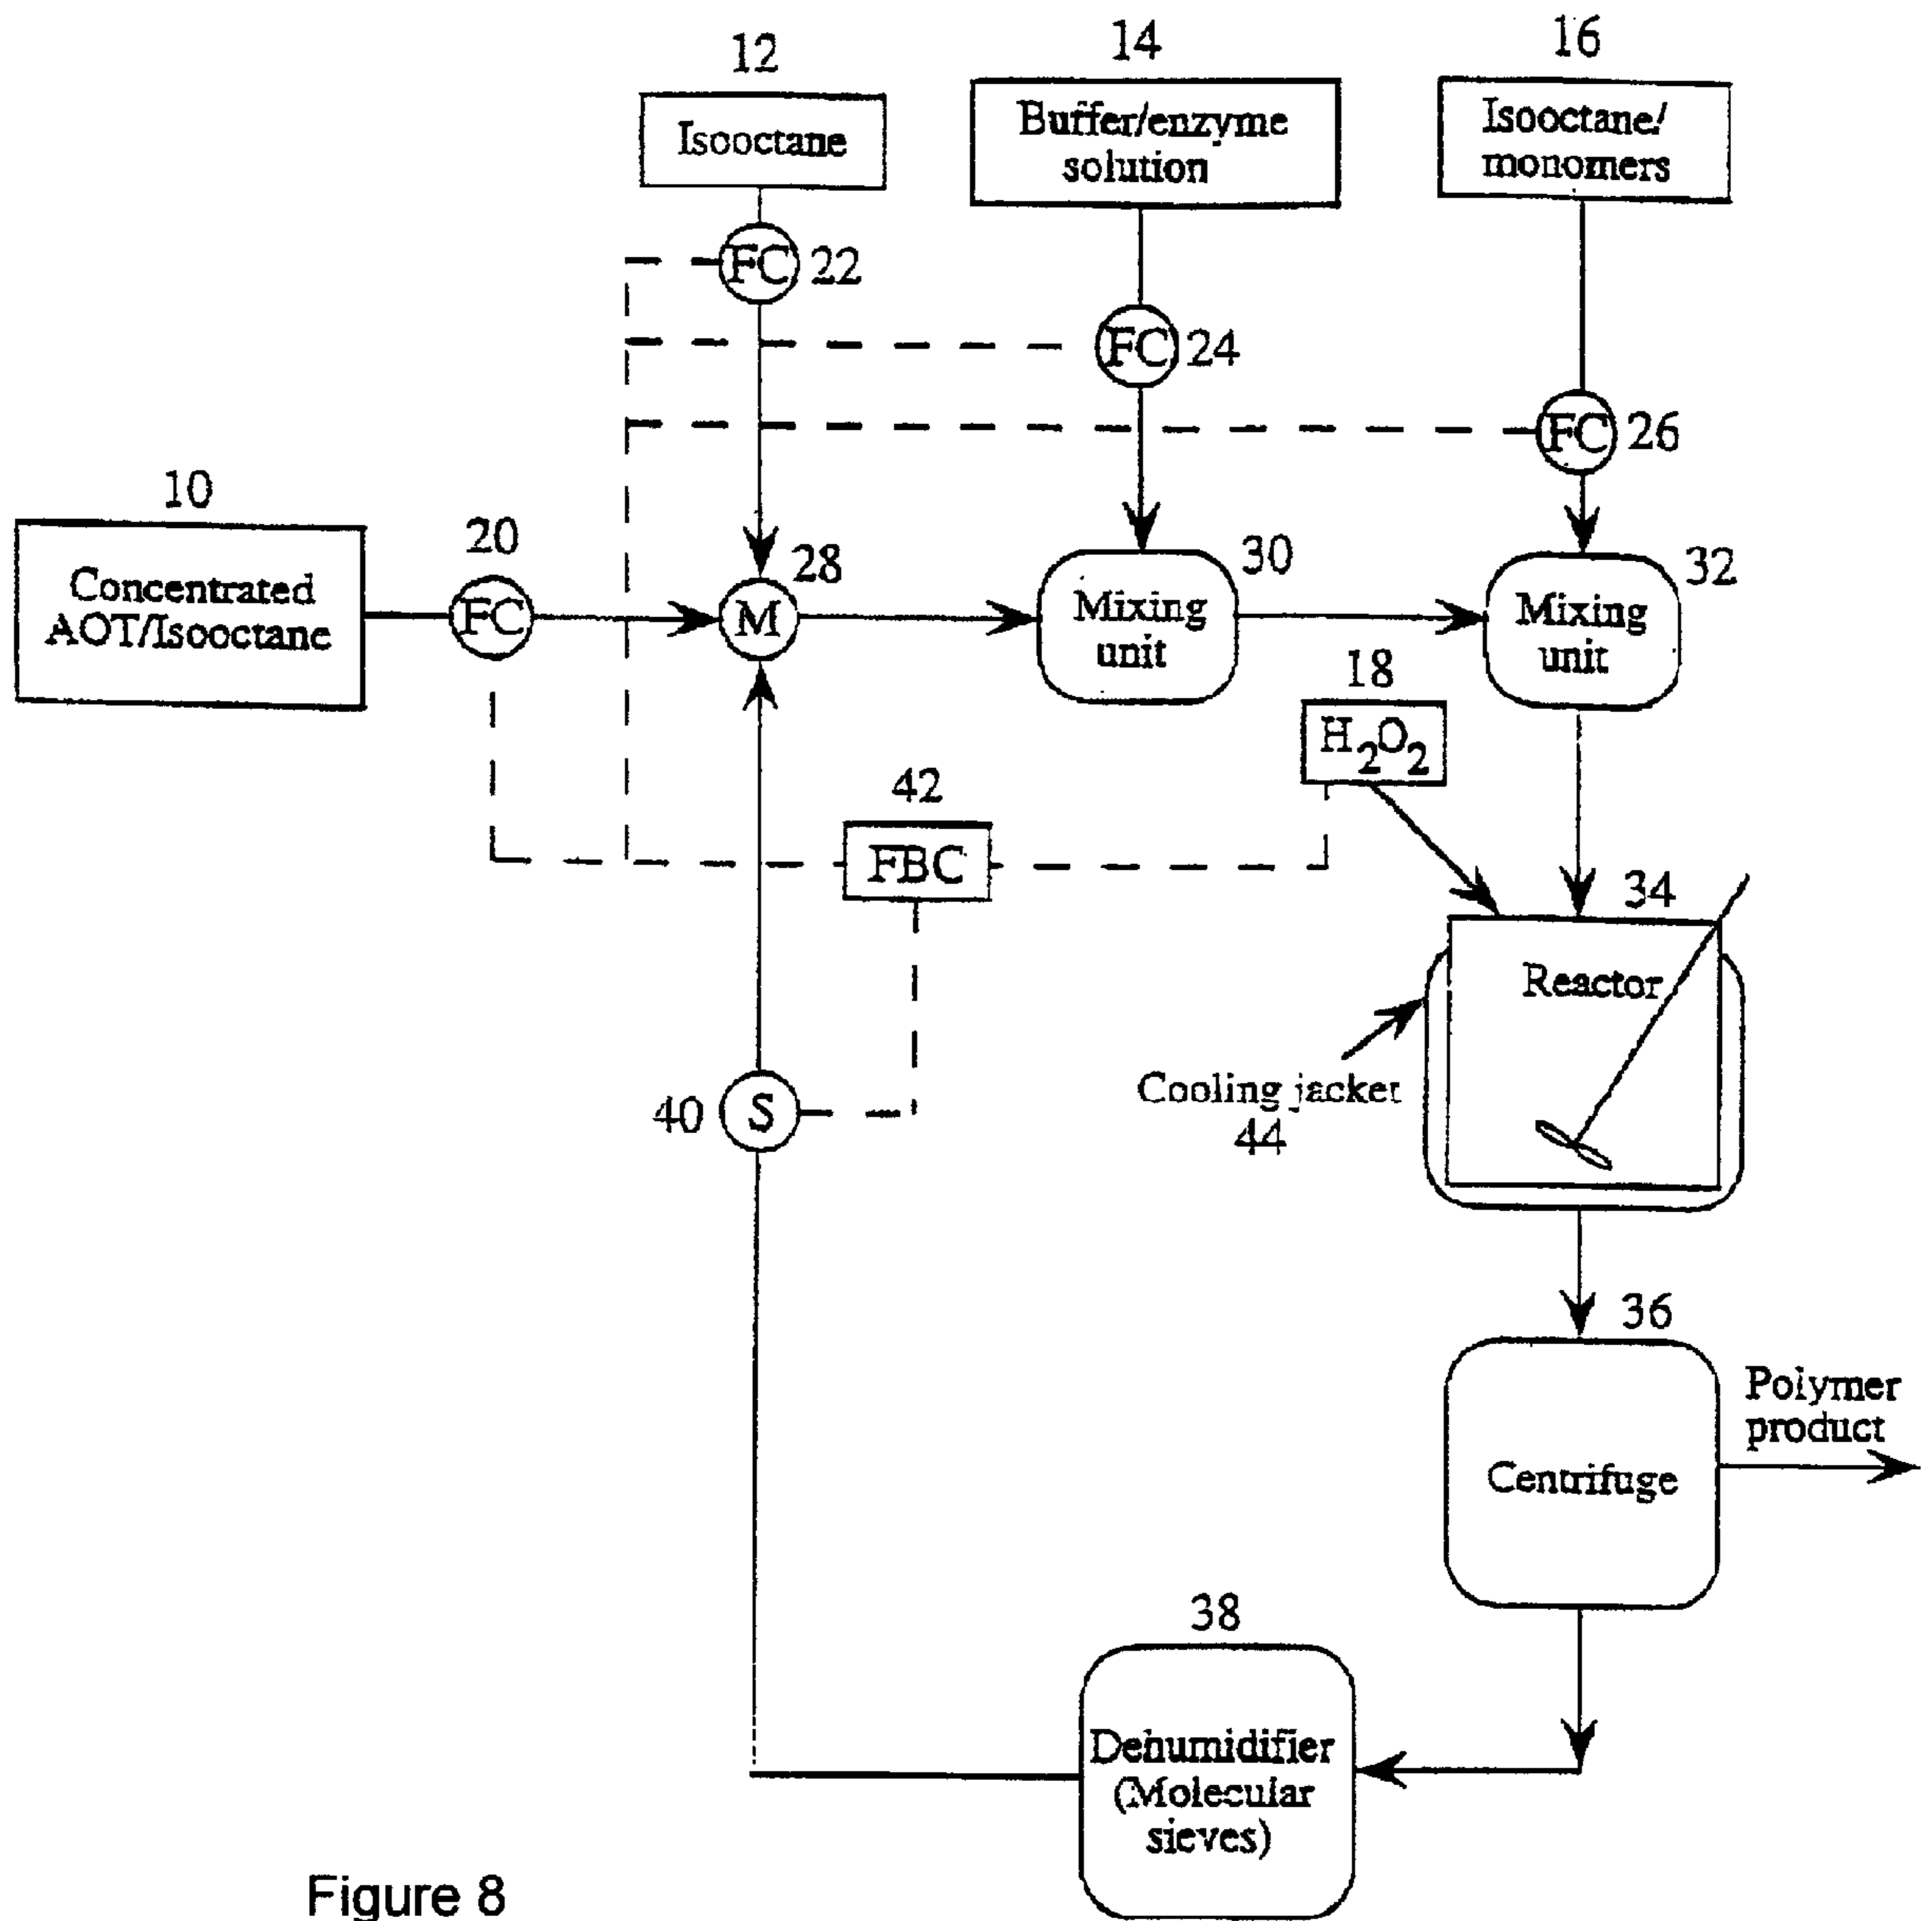 12
14
16
Isooctane
Buffer/enzyme
solution
Isooctane/
monomers
FC 22
FC 24
FC 26
10
20
28
30
32
Concentrated
AOT/Isooctane
FC
M
Mixing
unit
Mixing
unit
18
H2O2
42
FBC
34
Reactor
40 S
Cooling jacket
44
36
Polymer
product
Centrifuge
38
Dehumidifier
(Molecular
sieves)
Figure 8